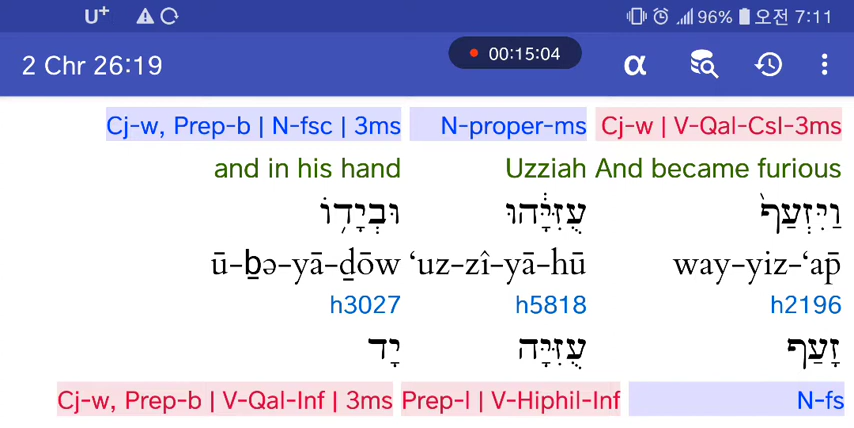 U+ 96% 오전 7:11
2 Chr 26:19 00:15:04 α
Cj-w, Prep-b | N-fsc | 3ms N-proper-ms Cj-w | V-Qal-CsI-3ms
and in his hand Uzziah And became furious
וַיִּזְעַף֙ עֻזִּיָּ֔הוּ וּבְיָד֥וֹ
ū-ḇə-yā-ḏōw ‘uz-zî-yā-hū way-yiz-‘ap̄
h3027 h5818 h2196
זָעַף עֻזִּיָּה יָד
Cj-w, Prep-b | V-Qal-Inf | 3ms Prep-l | V-Hiphil-Inf N-fs